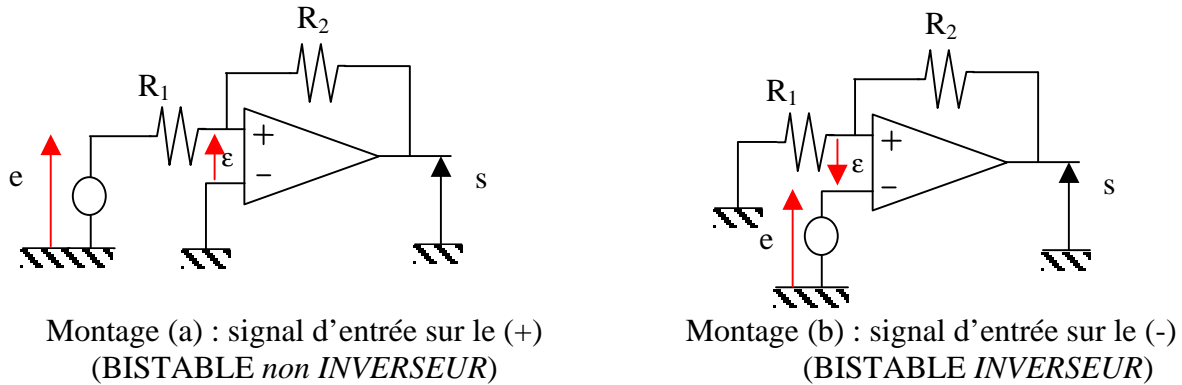 R₂
R₁
+
ε
−
e
s
Montage (a) : signal d’entrée sur le (+)
(BISTABLE non INVERSEUR)
R₂
R₁
+
ε
−
e
s
Montage (b) : signal d’entrée sur le (-)
(BISTABLE INVERSEUR)